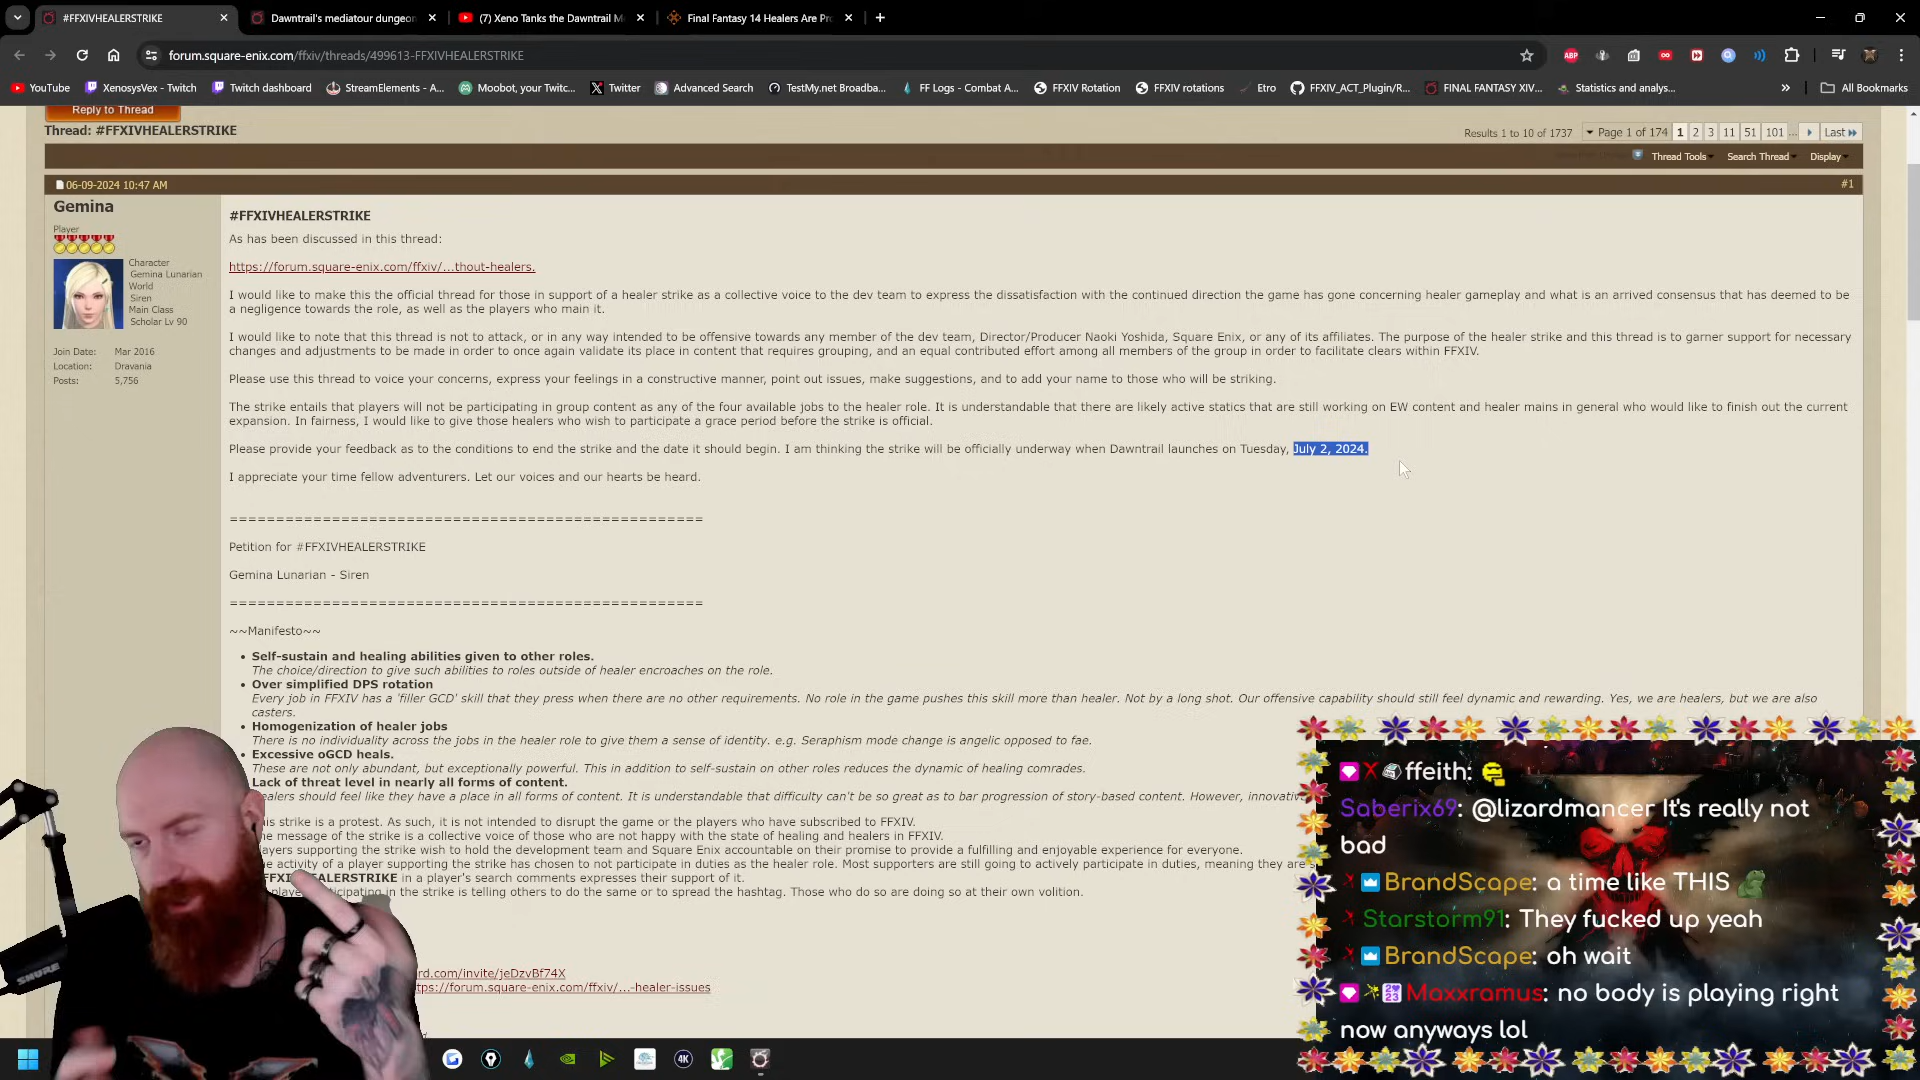 #FFXIVHEALERSTRIKE
Dawntrail's mediatour dungeon
(7) Xeno Tanks the Dawntrail M
Final Fantasy 14 Healers Are Pr
forum.square-enix.com/ffxiv/threads/499613-FFXIVHEALERSTRIKE
YouTube
XenosysVex - Twitch
Twitch dashboard
StreamElements - A...
Moobot, your Twitc...
Twitter
Advanced Search
TestMy.net Broadba...
FF Logs - Combat A...
FFXIV Rotation
FFXIV rotations
Etro
FFXIV_ACT_Plugin/R...
FINAL FANTASY XIV...
Statistics and analys...
All Bookmarks
Reply to Thread
Thread: #FFXIVHEALERSTRIKE
Results 1 to 10 of 1737
Page 1 of 174 1 2 3 11 51 101 ... Last
Thread Tools
Search Thread
Display
06-09-2024 10:47 AM
#1
Gemina
Player
Character
Gemina Lunarian
World
Siren
Main Class
Scholar Lv 90
Join Date: Mar 2016
Location: Dravania
Posts: 5,756
#FFXIVHEALERSTRIKE
As has been discussed in this thread:
https://forum.square-enix.com/ffxiv/...thout-healers.
I would like to make this the official thread for those in support of a healer strike as a collective voice to the dev team to express the dissatisfaction with the continued direction the game has gone concerning healer gameplay and what is an arrived consensus that has deemed to be
a negligence towards the role, as well as the players who main it.
I would like to note that this thread is not to attack, or in any way intended to be offensive towards any member of the dev team, Director/Producer Naoki Yoshida, Square Enix, or any of its affiliates. The purpose of the healer strike and this thread is to garner support for necessary
changes and adjustments to be made in order to once again validate its place in content that requires grouping, and an equal contributed effort among all members of the group in order to facilitate clears within FFXIV.
Please use this thread to voice your concerns, express your feelings in a constructive manner, point out issues, make suggestions, and to add your name to those who will be striking.
The strike entails that players will not be participating in group content as any of the four available jobs to the healer role. It is understandable that there are likely active statics that are still working on EW content and healer mains in general who would like to finish out the current
expansion. In fairness, I would like to give those healers who wish to participate a grace period before the strike is official.
Please provide your feedback as to the conditions to end the strike and the date it should begin. I am thinking the strike will be officially underway when Dawntrail launches on Tuesday, July 2, 2024.
I appreciate your time fellow adventurers. Let our voices and our hearts be heard.
===================================================
Petition for #FFXIVHEALERSTRIKE
Gemina Lunarian - Siren
===================================================
~~Manifesto~~
• Self-sustain and healing abilities given to other roles.
The choice/direction to give such abilities to roles outside of healer encroaches on the role.
• Over simplified DPS rotation
Every job in FFXIV has a 'filler GCD' skill that they press when there are no other requirements. No role in the game pushes this skill more than healer. Not by a long shot. Our offensive capability should still feel dynamic and rewarding. Yes, we are healers, but we are also
casters.
• Homogenization of healer jobs
There is no individuality across the jobs in the healer role to give them a sense of identity. e.g. Seraphism mode change is angelic opposed to fae.
• Excessive oGCD heals.
These are not only abundant, but exceptionally powerful. This in addition to self-sustain on other roles reduces the dynamic of healing comrades.
Lack of threat level in nearly all forms of content.
ealers should feel like they have a place in all forms of content. It is understandable that difficulty can't be so great as to bar progression of story-based content. However, innovativ
his strike is a protest. As such, it is not intended to disrupt the game or the players who have subscribed to FFXIV.
e message of the strike is a collective voice of those who are not happy with the state of healing and healers in FFXIV.
ayers supporting the strike wish to hold the development team and Square Enix accountable on their promise to provide a fulfilling and enjoyable experience for everyone.
e activity of a player supporting the strike has chosen to not participate in duties as the healer role. Most supporters are still going to actively participate in duties, meaning they are s
FFXI HEALERSTRIKE in a player's search comments expresses their support of it.
player participating in the strike is telling others to do the same or to spread the hashtag. Those who do so are doing so at their own volition.
rd.com/invite/jeDzvBf74X
tps://forum.square-enix.com/ffxiv/...-healer-issues
SHURE
ffeith:
Saberix69: @lizardmancer It's really not
bad
BrandScape: a time like THIS
Starstorm91: They fucked up yeah
BrandScape: oh wait
Maxxramus: no body is playing right
now anyways lol
4K